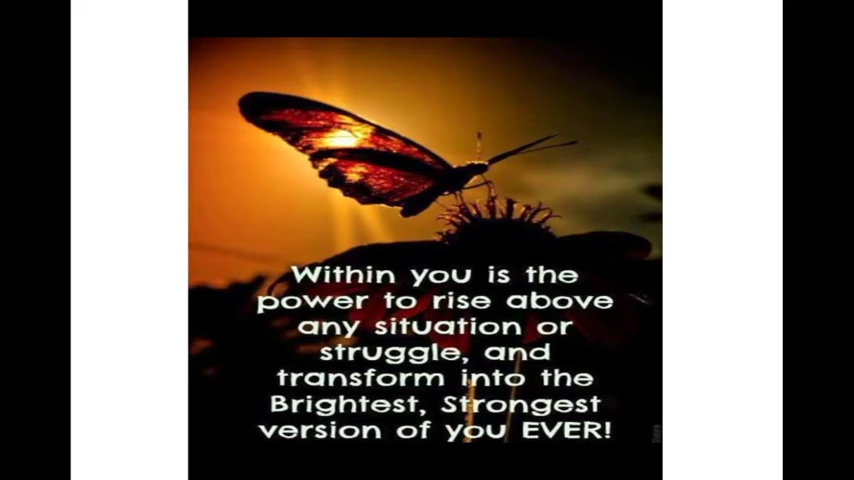 Within you is the
power to rise above
any situation or
struggle, and
transform into the
Brightest, Strongest
version of you EVER!